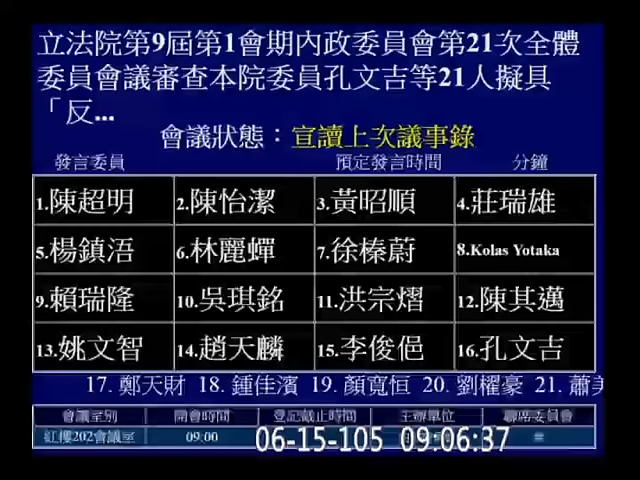 立法院第9屆第1會期內政委員會第21次全體
委員會議審查本院委員孔文吉等21人擬具
「反...
會議狀態：宣讀上次議事錄
發言委員 預定發言時間 分鐘
1.陳超明 2.陳怡潔 3.黃昭順 4.莊瑞雄
5.楊鎮浯 6.林麗蟬 7.徐榛蔚 8.Kolas Yotaka
9.賴瑞隆 10.吳琪銘 11.洪宗熠 12.陳其邁
13.姚文智 14.趙天麟 15.李俊俋 16.孔文吉
17. 鄭天財 18. 鍾佳濱 19. 顏寬恒 20. 劉櫂豪 21. 蕭美
會議室別 開會時間 登記截止時間 主辦單位 聯席委員會
紅樓202會議室 09:00 06-15-105 09:06:37